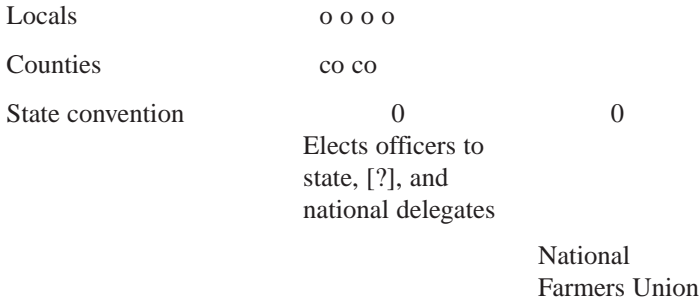 Locals o o o o
Counties co co
State convention 0 0
Elects officers to
state, [?], and
national delegates
National
Farmers Union